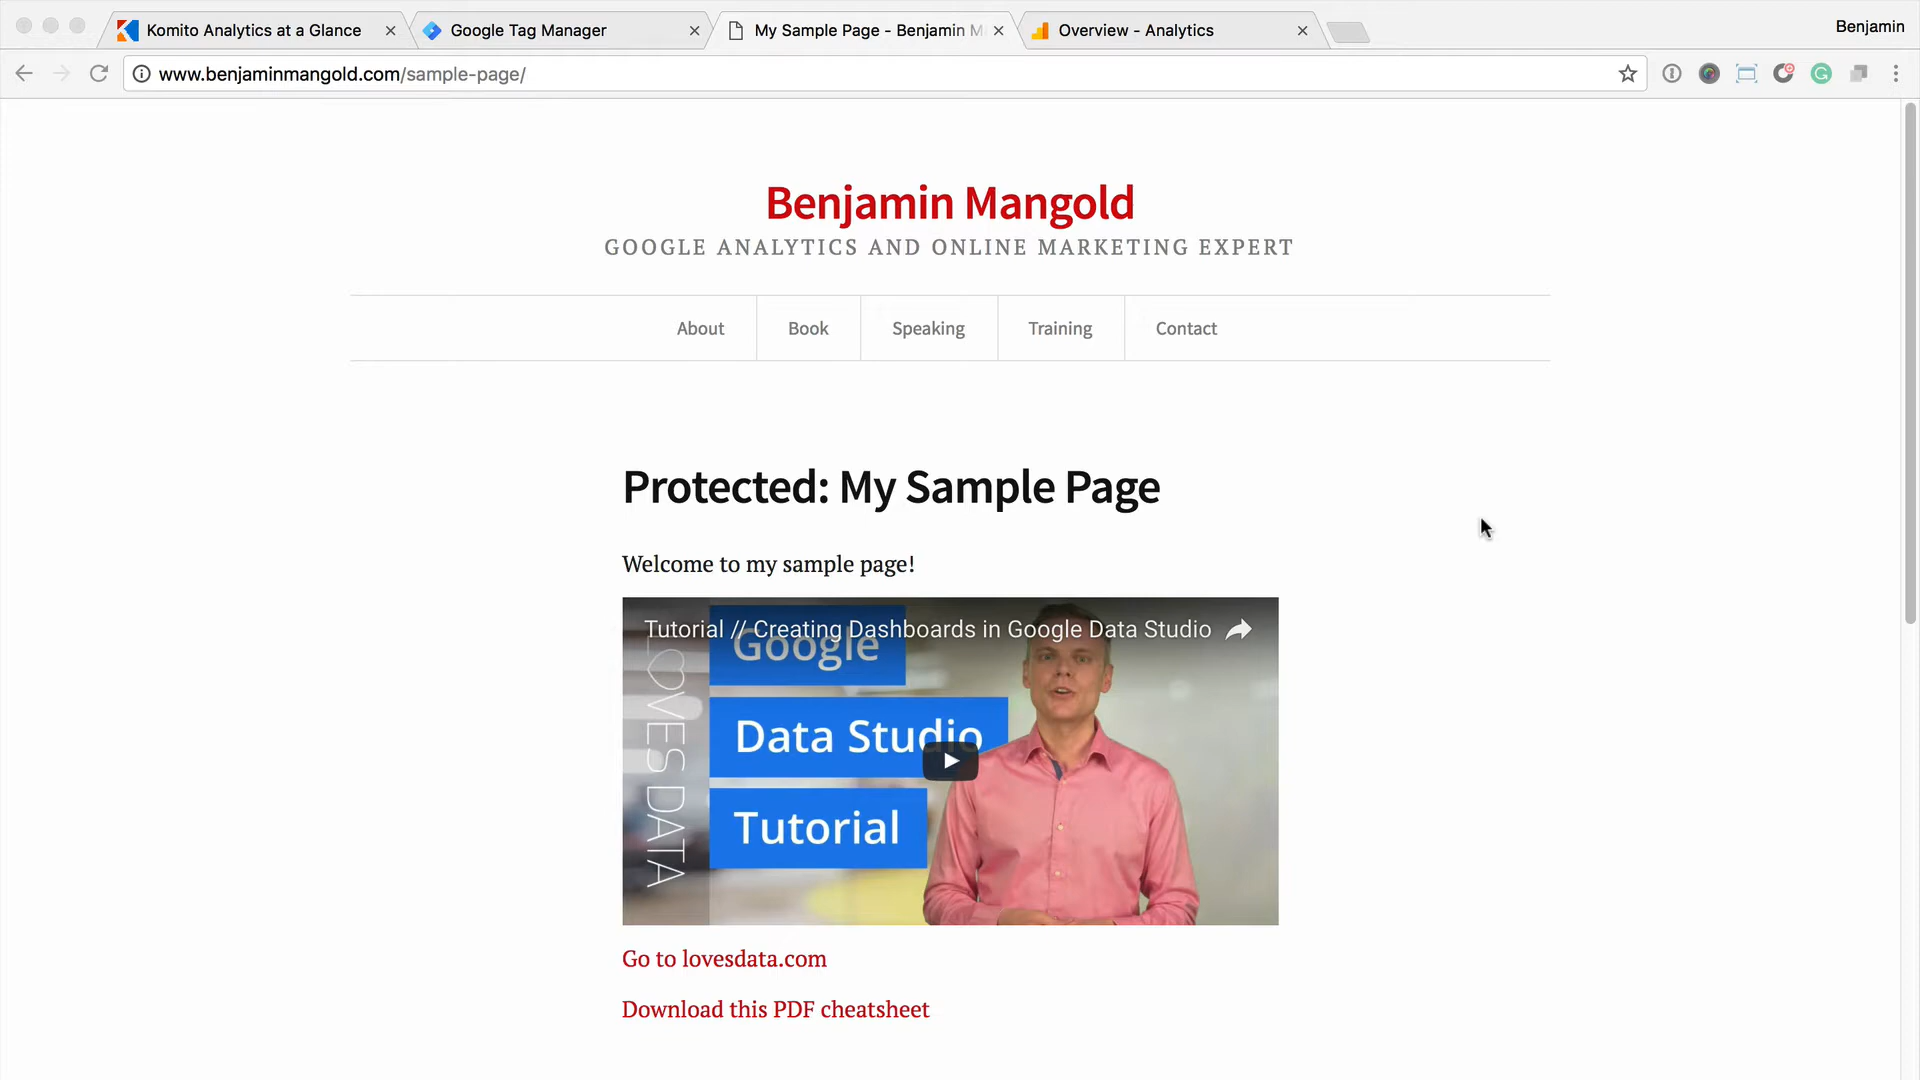 Komito Analytics at a Glance
Google Tag Manager
My Sample Page - Benjamin M
Overview - Analytics
Benjamin
www.benjaminmangold.com/sample-page/
Benjamin Mangold
GOOGLE ANALYTICS AND ONLINE MARKETING EXPERT
About
Book
Speaking
Training
Contact
Protected: My Sample Page
Welcome to my sample page!
Tutorial // Creating Dashboards in Google Data Studio
Google
Data Studio
Tutorial
LOVES DATA
Go to lovesdata.com
Download this PDF cheatsheet